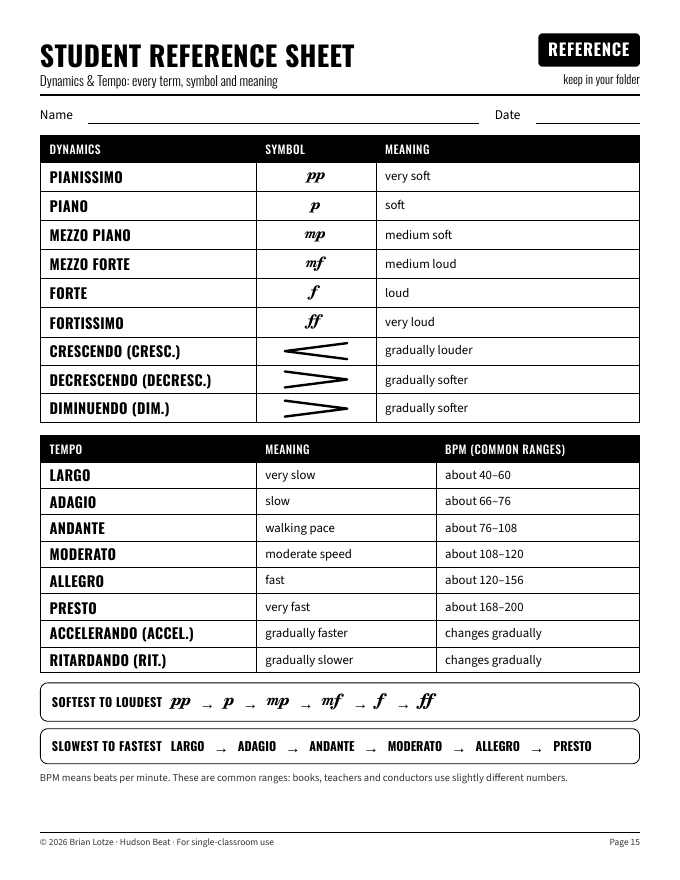 STUDENT REFERENCE SHEET
REFERENCE
Dynamics & Tempo: every term, symbol and meaning
keep in your folder
Name Date
DYNAMICS SYMBOL MEANING
PIANISSIMO pp very soft
PIANO p soft
MEZZO PIANO mp medium soft
MEZZO FORTE mf medium loud
FORTE f loud
FORTISSIMO ff very loud
CRESCENDO (CRESC.) gradually louder
DECRESCENDO (DECRESC.) gradually softer
DIMINUENDO (DIM.) gradually softer
TEMPO MEANING BPM (COMMON RANGES)
LARGO very slow about 40–60
ADAGIO slow about 66–76
ANDANTE walking pace about 76–108
MODERATO moderate speed about 108–120
ALLEGRO fast about 120–156
PRESTO very fast about 168–200
ACCELERANDO (ACCEL.) gradually faster changes gradually
RITARDANDO (RIT.) gradually slower changes gradually
SOFTEST TO LOUDEST pp → p → mp → mf → f → ff
SLOWEST TO FASTEST LARGO → ADAGIO → ANDANTE → MODERATO → ALLEGRO → PRESTO
BPM means beats per minute. These are common ranges: books, teachers and conductors use slightly different numbers.
© 2026 Brian Lotze · Hudson Beat · For single-classroom use Page 15